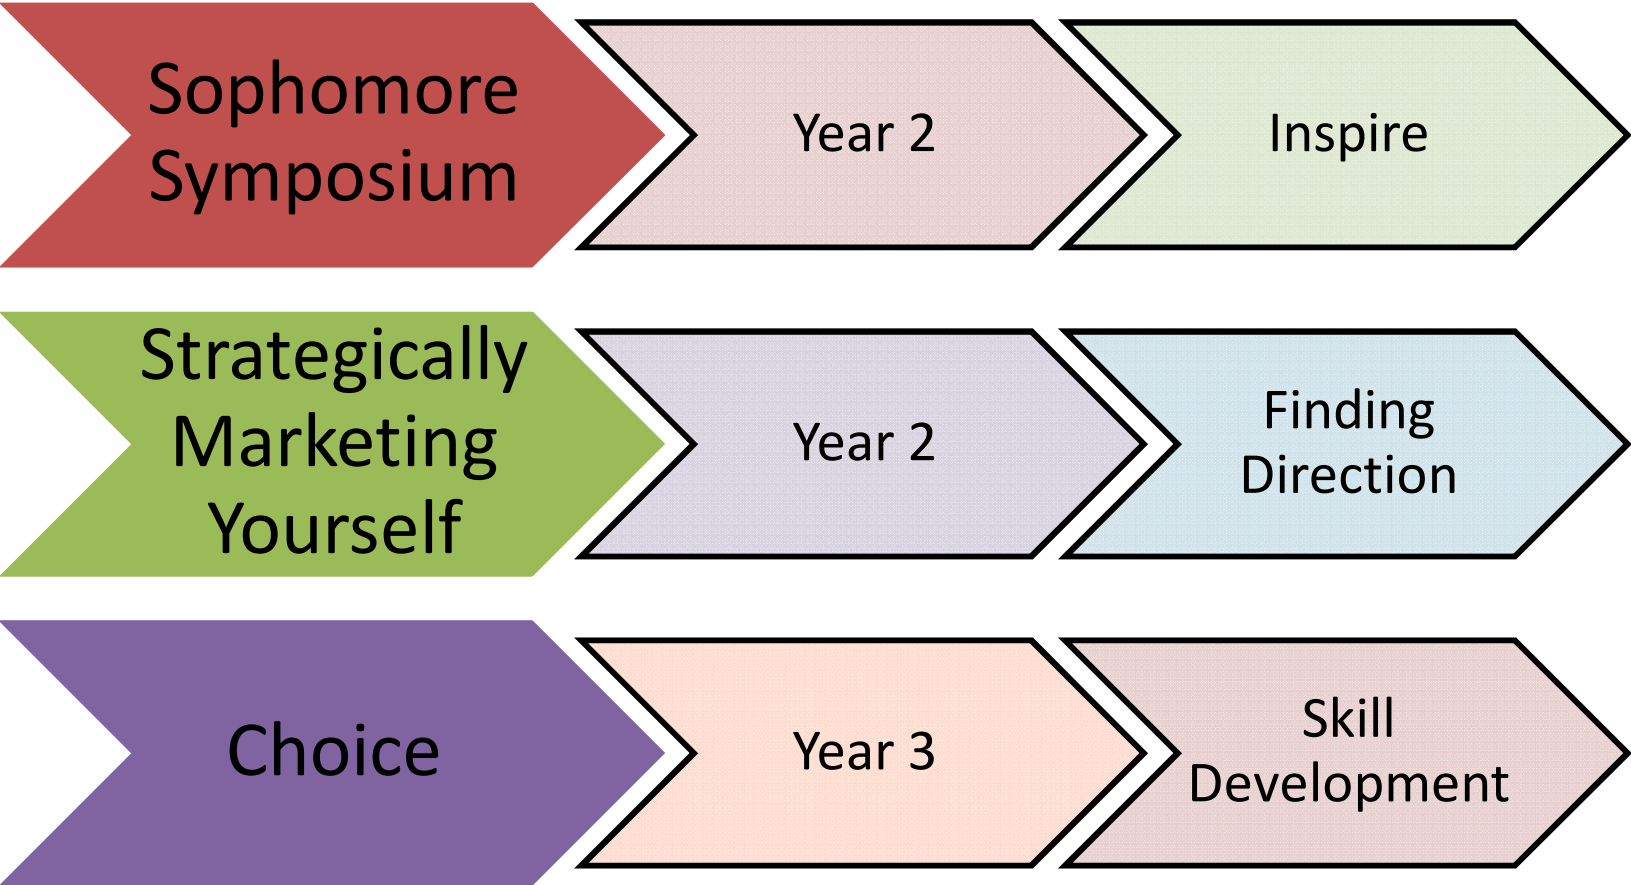 Sophomore
Symposium
Year 2
Inspire
Strategically
Marketing
Yourself
Year 2
Finding
Direction
Choice
Year 3
Skill
Development